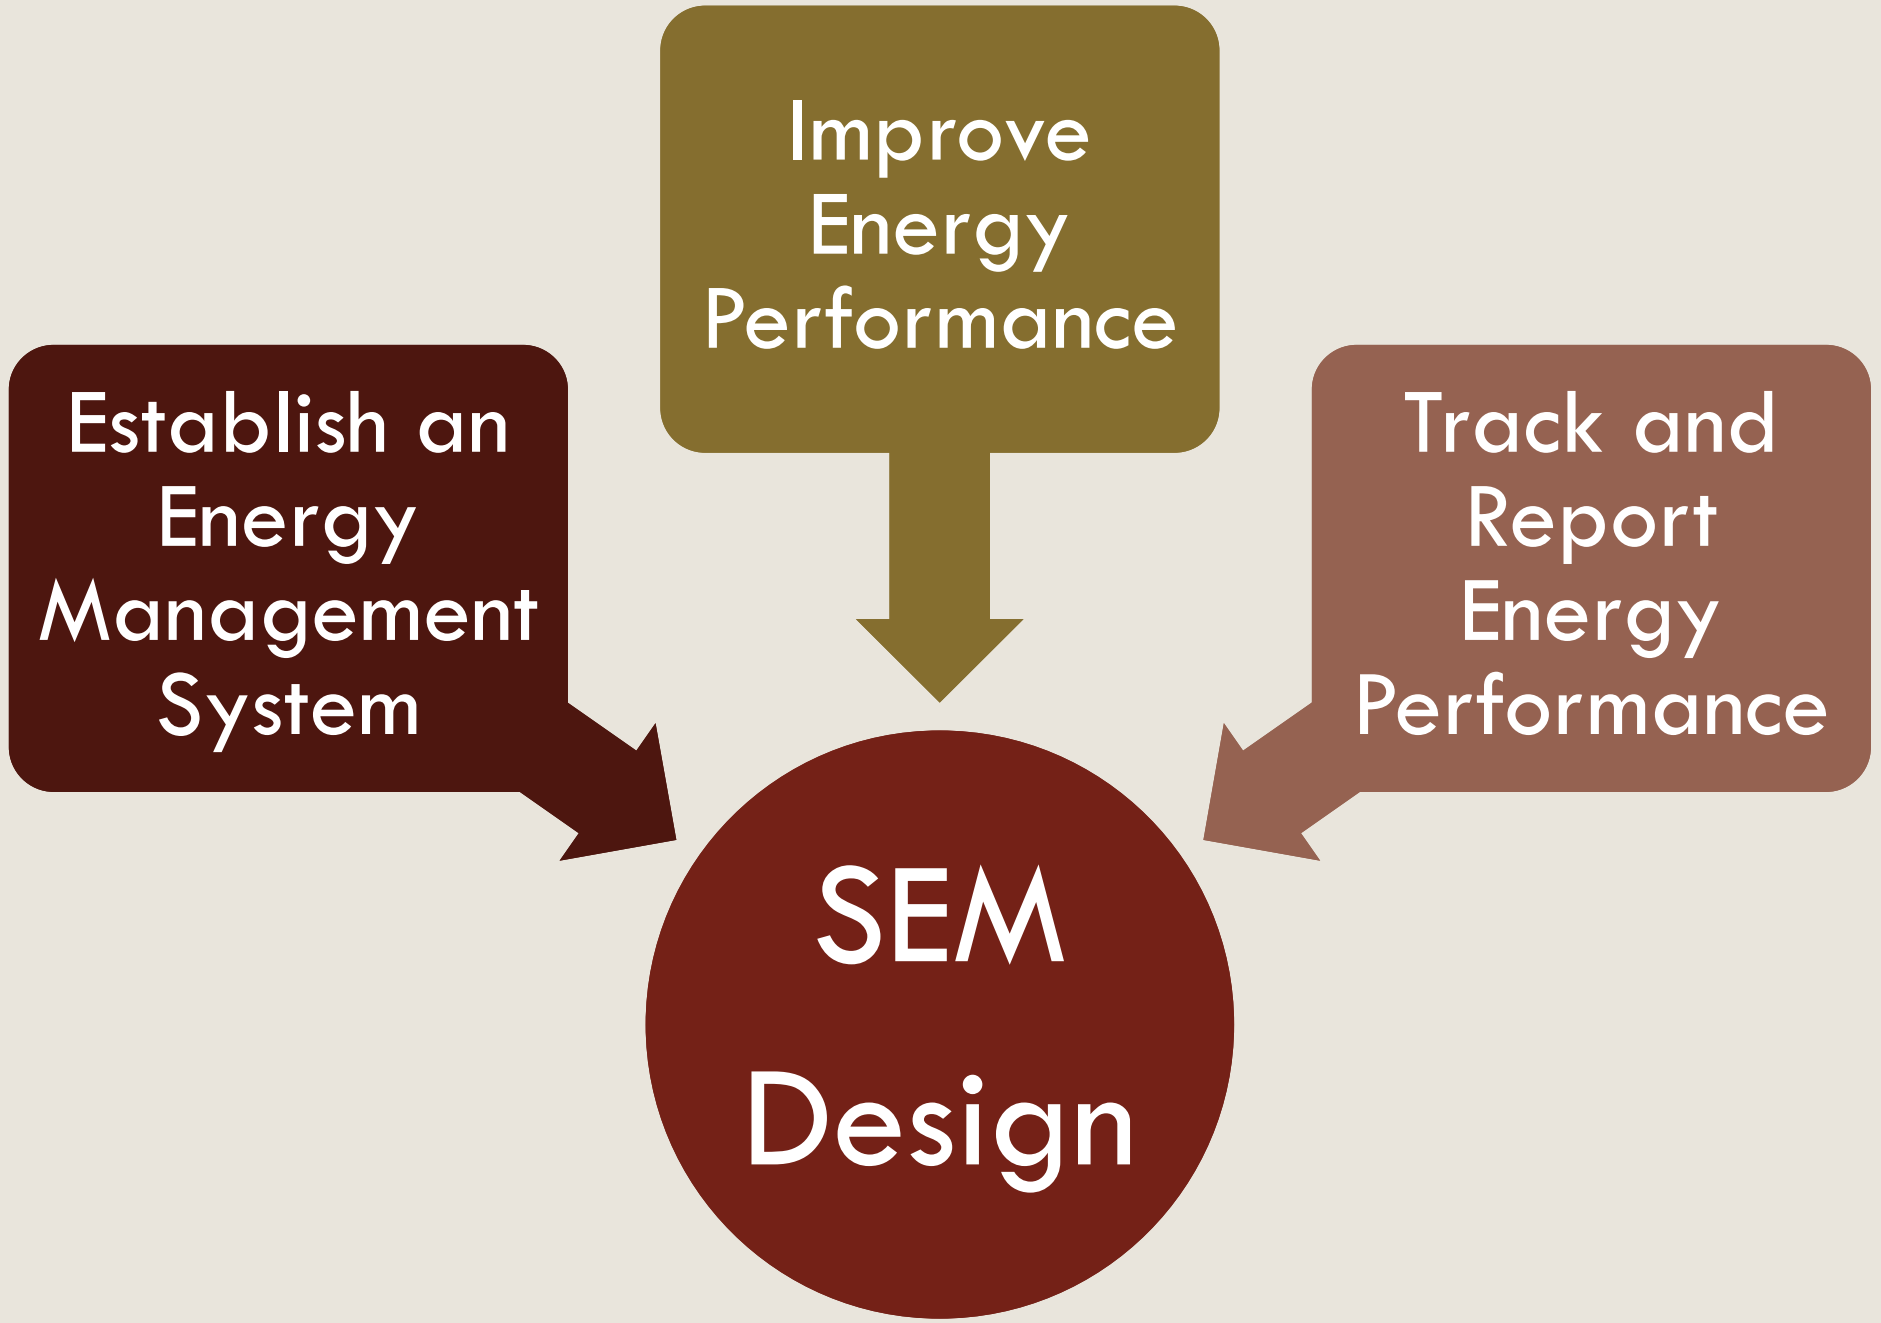 Improve
Energy
Performance
Establish an
Energy
Management
System
Track and
Report
Energy
Performance
SEM
Design